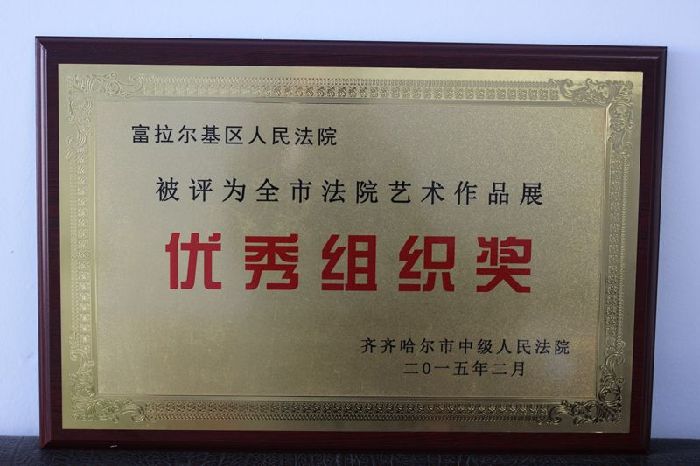 富拉尔基区人民法院
被评为全市法院艺术作品展
优秀组织奖
齐齐哈尔市中级人民法院
二0一五年二月